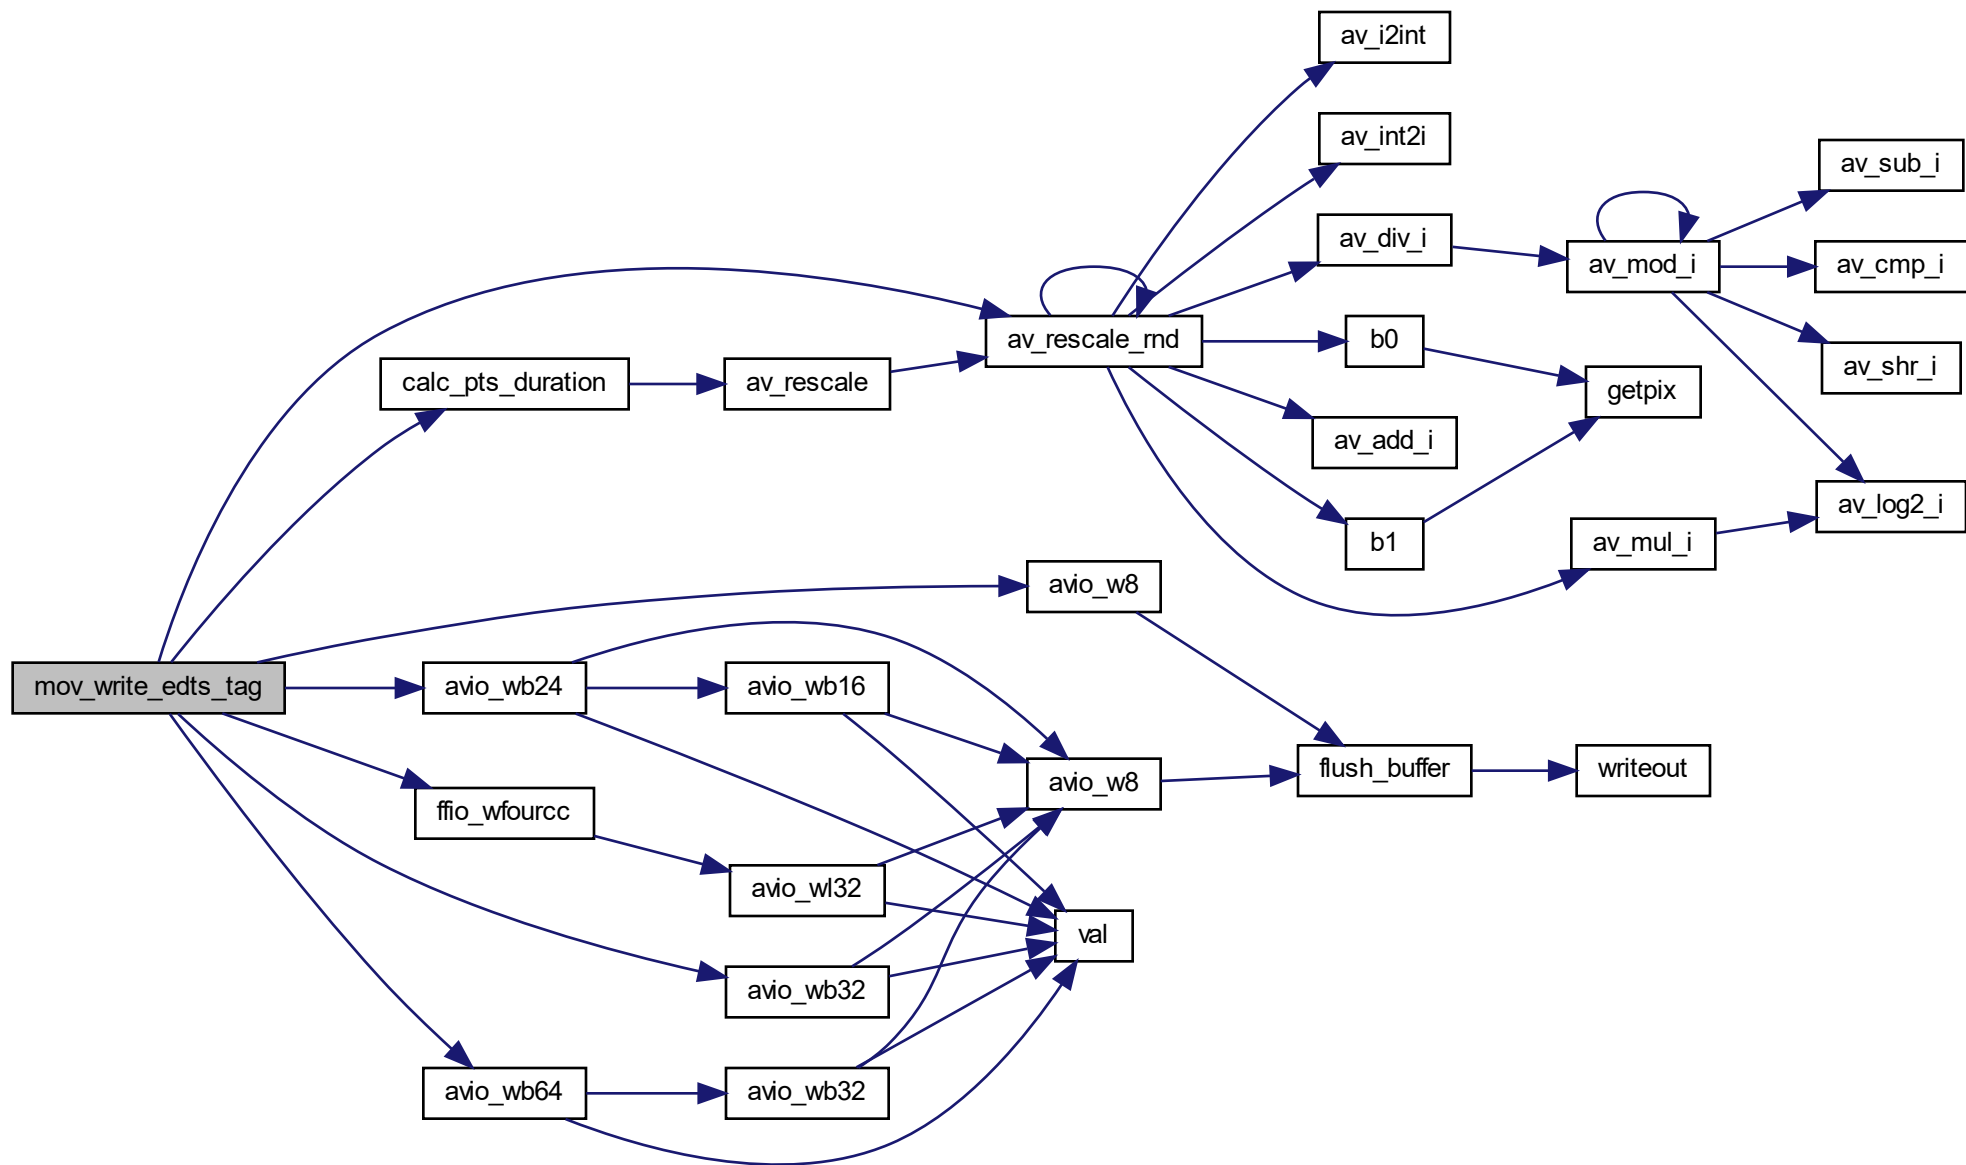 mov_write_edts_tag
calc_pts_duration
av_rescale
av_rescale_rnd
av_i2int
av_int2i
av_div_i
b0
av_add_i
b1
av_mul_i
av_mod_i
getpix
av_sub_i
av_cmp_i
av_shr_i
av_log2_i
avio_w8
avio_wb24
avio_wb16
ffio_wfourcc
avio_wl32
avio_wb32
avio_wb64
avio_wb32
avio_w8
val
flush_buffer
writeout